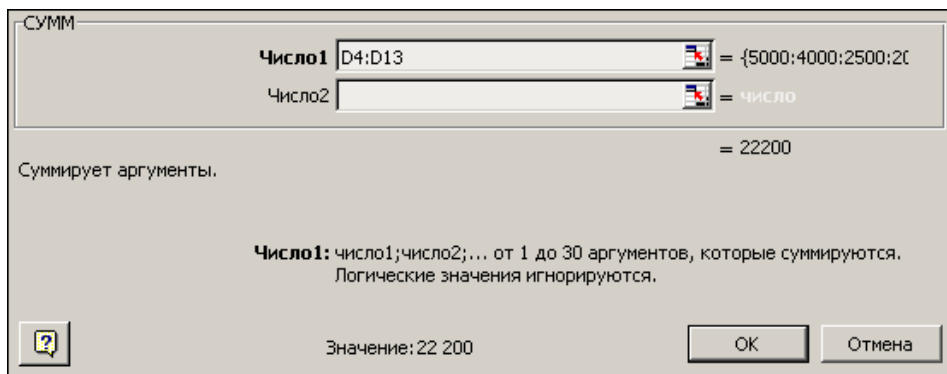 СУММ
Число1 D4:D13 = {5000:4000:2500:20
Число2 = число
= 22200
Суммирует аргументы.
Число1: число1;число2;... от 1 до 30 аргументов, которые суммируются.
Логические значения игнорируются.
Значение:22 200 ОК Отмена